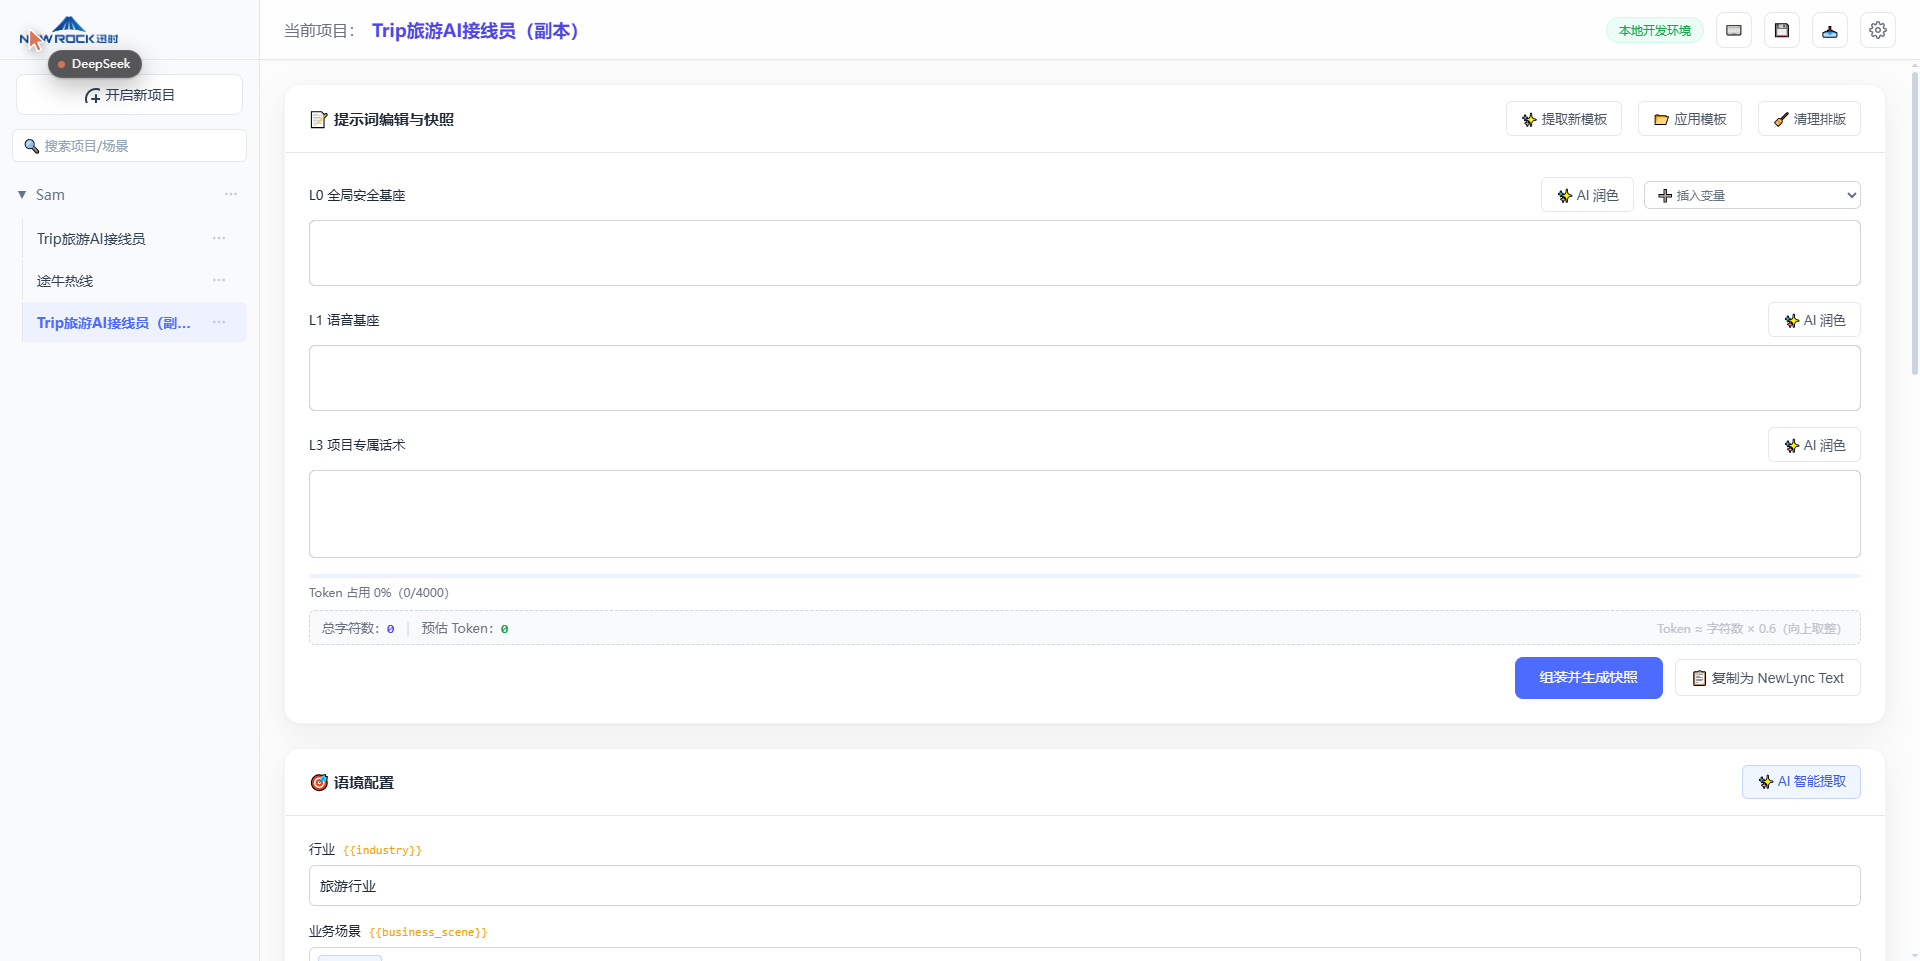 NEWROCK 迅时
DeepSeek
开启新项目
搜索项目/场景
Sam
Trip旅游AI接线员
途牛热线
Trip旅游AI接线员（副...
当前项目：
Trip旅游AI接线员（副本）
本地开发环境
提示词编辑与快照
提取新模板
应用模板
清理排版
L0 全局安全基座
AI 润色
插入变量
L1 语音基座
AI 润色
L3 项目专属话术
AI 润色
Token 占用 0%（0/4000）
总字符数：0 | 预估 Token：0
Token ≈ 字符数 × 0.6（向上取整）
组装并生成快照
复制为 NewLync Text
语境配置
AI 智能提取
行业 {{industry}}
旅游行业
业务场景 {{business_scene}}